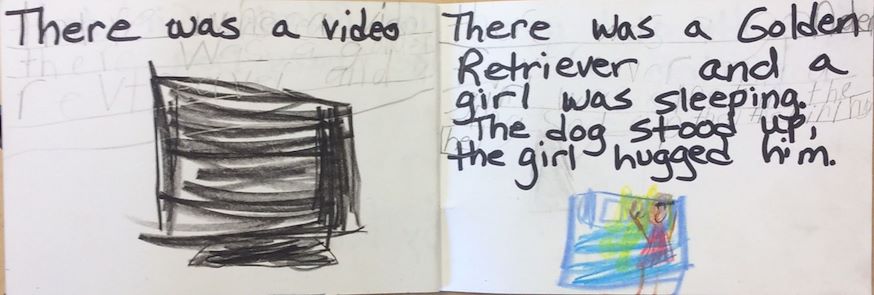 There was a video
There was a Golden
Retriever and a
girl was sleeping.
The dog stood up,
the girl hugged him.